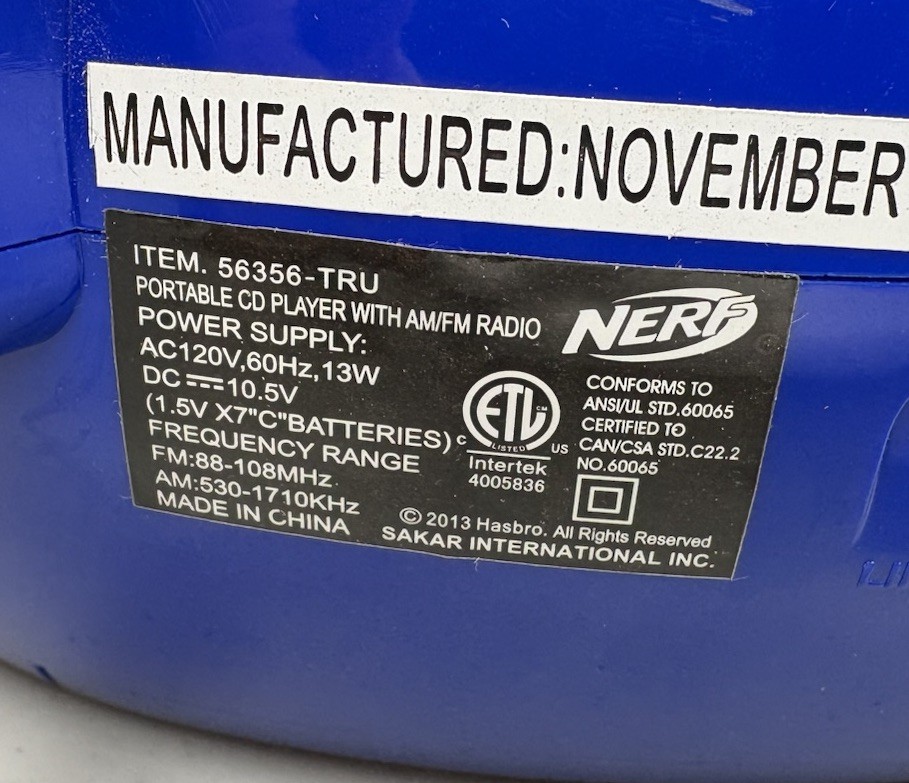 MANUFACTURED:NOVEMBER
ITEM. 56356-TRU
PORTABLE CD PLAYER WITH AM/FM RADIO
POWER SUPPLY:
AC120V,60Hz,13W
DC⎓10.5V
(1.5V X7"C"BATTERIES)
FREQUENCY RANGE
FM:88-108MHz
AM:530-1710KHz
MADE IN CHINA
NERF
ETL CM
LISTED
C US
Intertek
4005836
CONFORMS TO
ANSI/UL STD.60065
CERTIFIED TO
CAN/CSA STD.C22.2
NO.60065
© 2013 Hasbro. All Rights Reserved
SAKAR INTERNATIONAL INC.